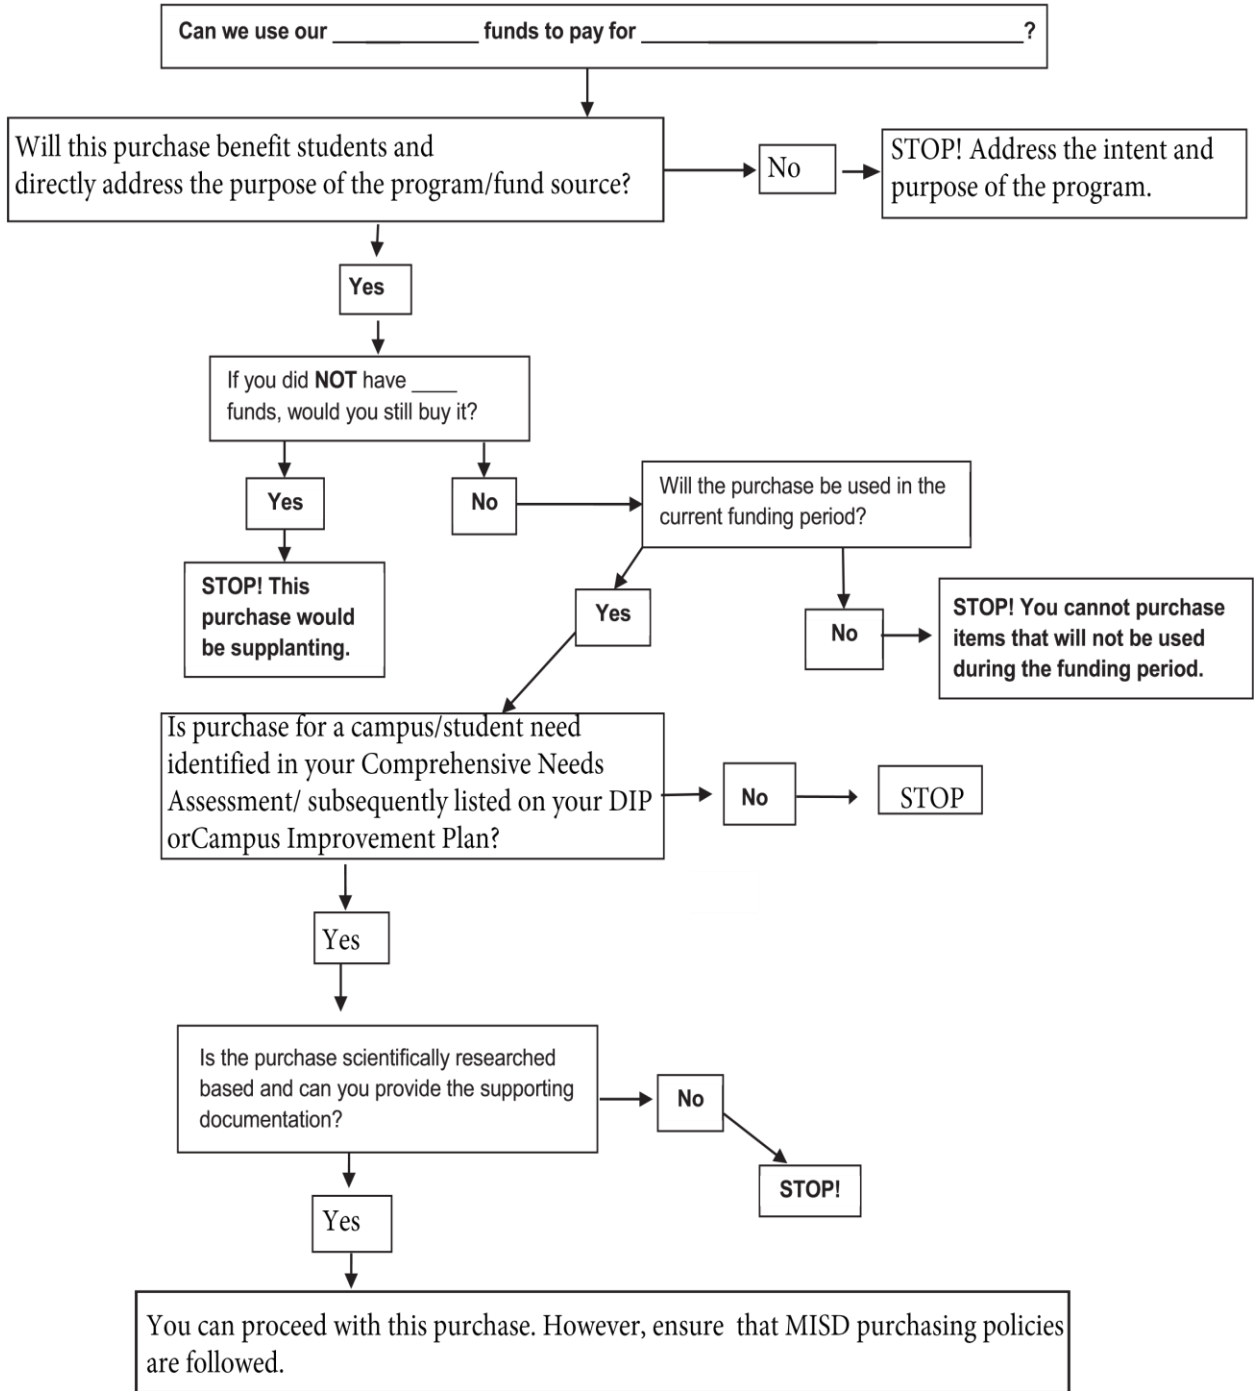 Can we use our ____________ funds to pay for ________________________________?
Will this purchase benefit students and
directly address the purpose of the program/fund source?
No
STOP! Address the intent and
purpose of the program.
Yes
If you did NOT have ____
funds, would you still buy it?
Yes
No
Will the purchase be used in the
current funding period?
STOP! This
purchase would
be supplanting.
Yes
No
STOP! You cannot purchase
items that will not be used
during the funding period.
Is purchase for a campus/student need
identified in your Comprehensive Needs
Assessment/ subsequently listed on your DIP
orCampus Improvement Plan?
No
STOP
Yes
Is the purchase scientifically researched
based and can you provide the supporting
documentation?
No
STOP!
Yes
You can proceed with this purchase. However, ensure that MISD purchasing policies
are followed.